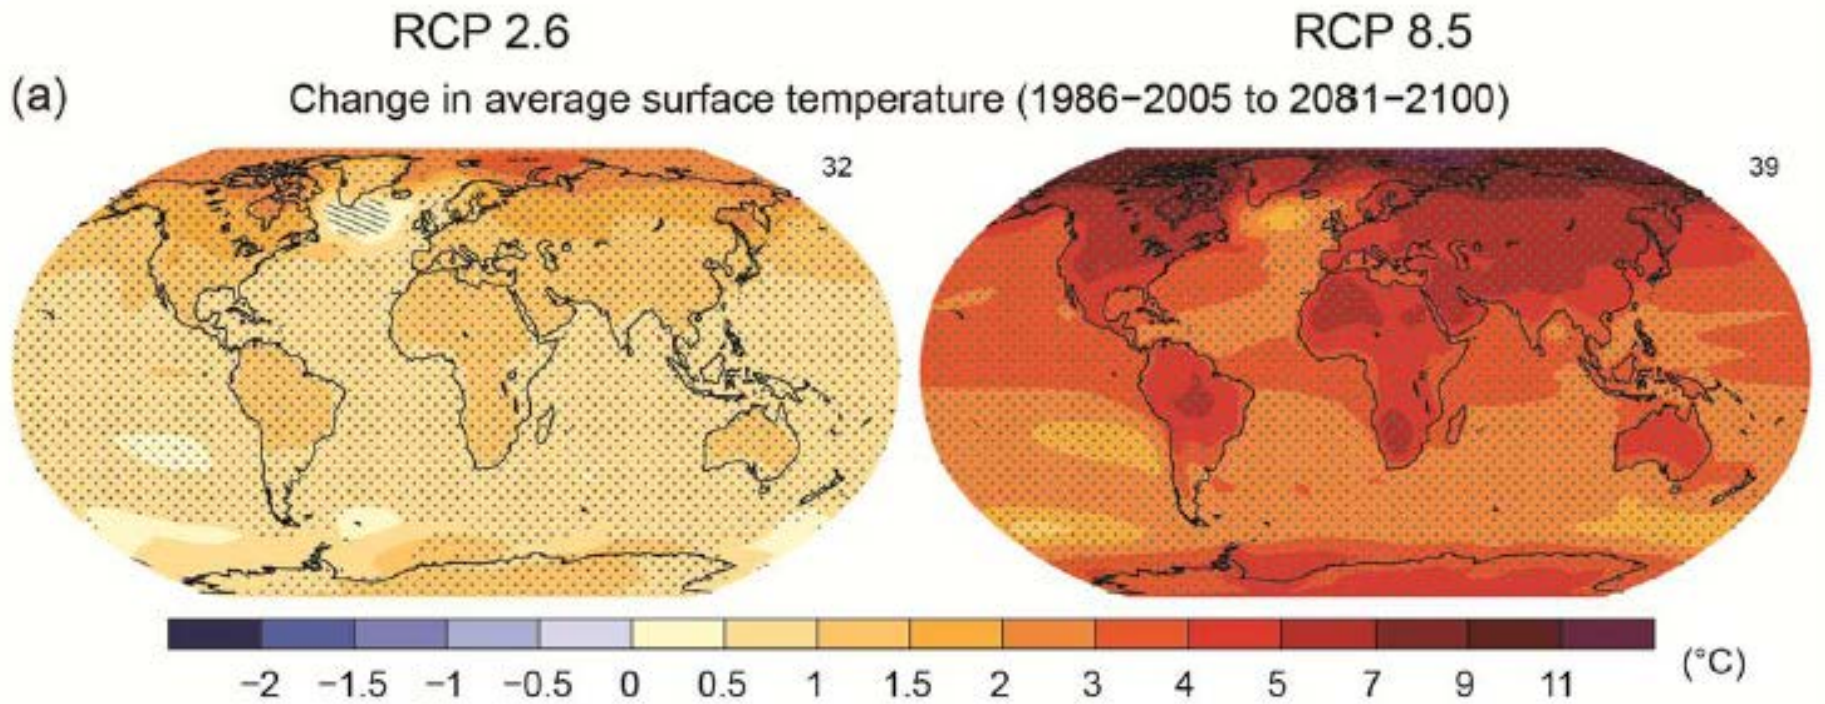 RCP 2.6 RCP 8.5
(a) Change in average surface temperature (1986−2005 to 2081−2100)
32 39
−2 −1.5 −1 −0.5 0 0.5 1 1.5 2 3 4 5 7 9 11 (°C)